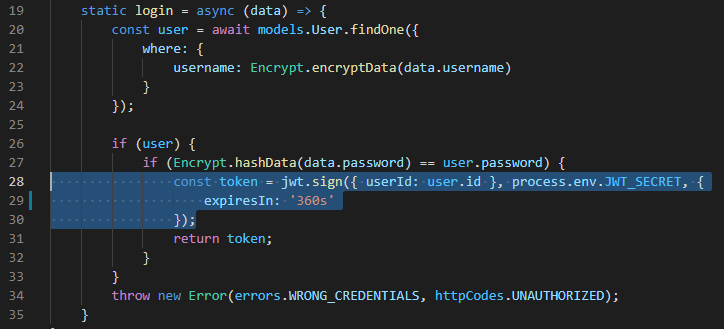 19 static login = async (data) => {
20 const user = await models.User.findOne({
21 where: {
22 username: Encrypt.encryptData(data.username)
23 }
24 });
25
26 if (user) {
27 if (Encrypt.hashData(data.password) == user.password) {
28 const token = jwt.sign({ userId: user.id }, process.env.JWT_SECRET, {
29 expiresIn: '360s'
30 });
31 return token;
32 }
33 }
34 throw new Error(errors.WRONG_CREDENTIALS, httpCodes.UNAUTHORIZED);
35 }